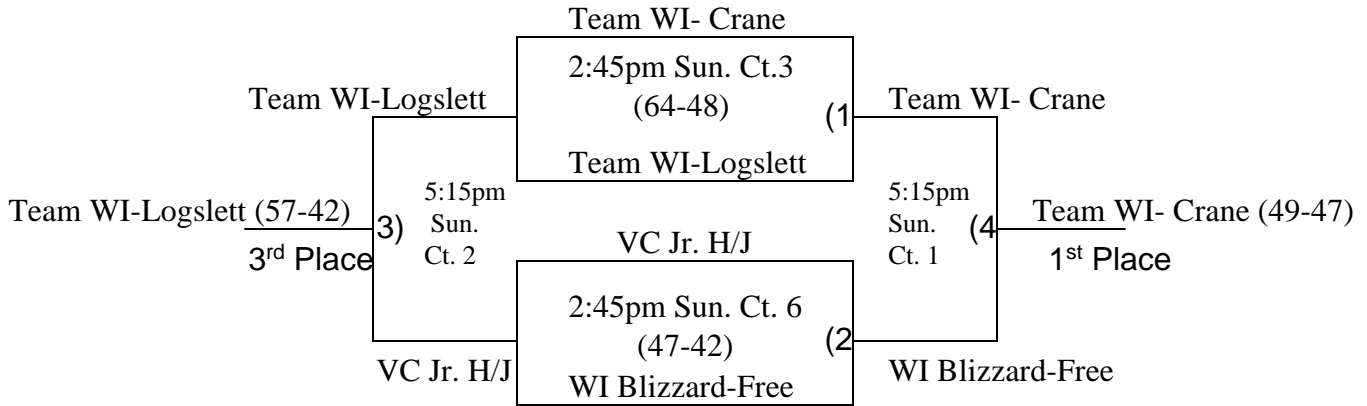 Team WI- Crane
2:45pm Sun. Ct.3
(64-48)
(1
Team WI-Logslett
Team WI-Logslett
Team WI- Crane
Team WI-Logslett (57-42)
3rd Place
3)
5:15pm
Sun.
Ct. 2
5:15pm
Sun.
Ct. 1
(4
Team WI- Crane (49-47)
1st Place
VC Jr. H/J
2:45pm Sun. Ct. 6
(47-42)
(2
WI Blizzard-Free
VC Jr. H/J
WI Blizzard-Free